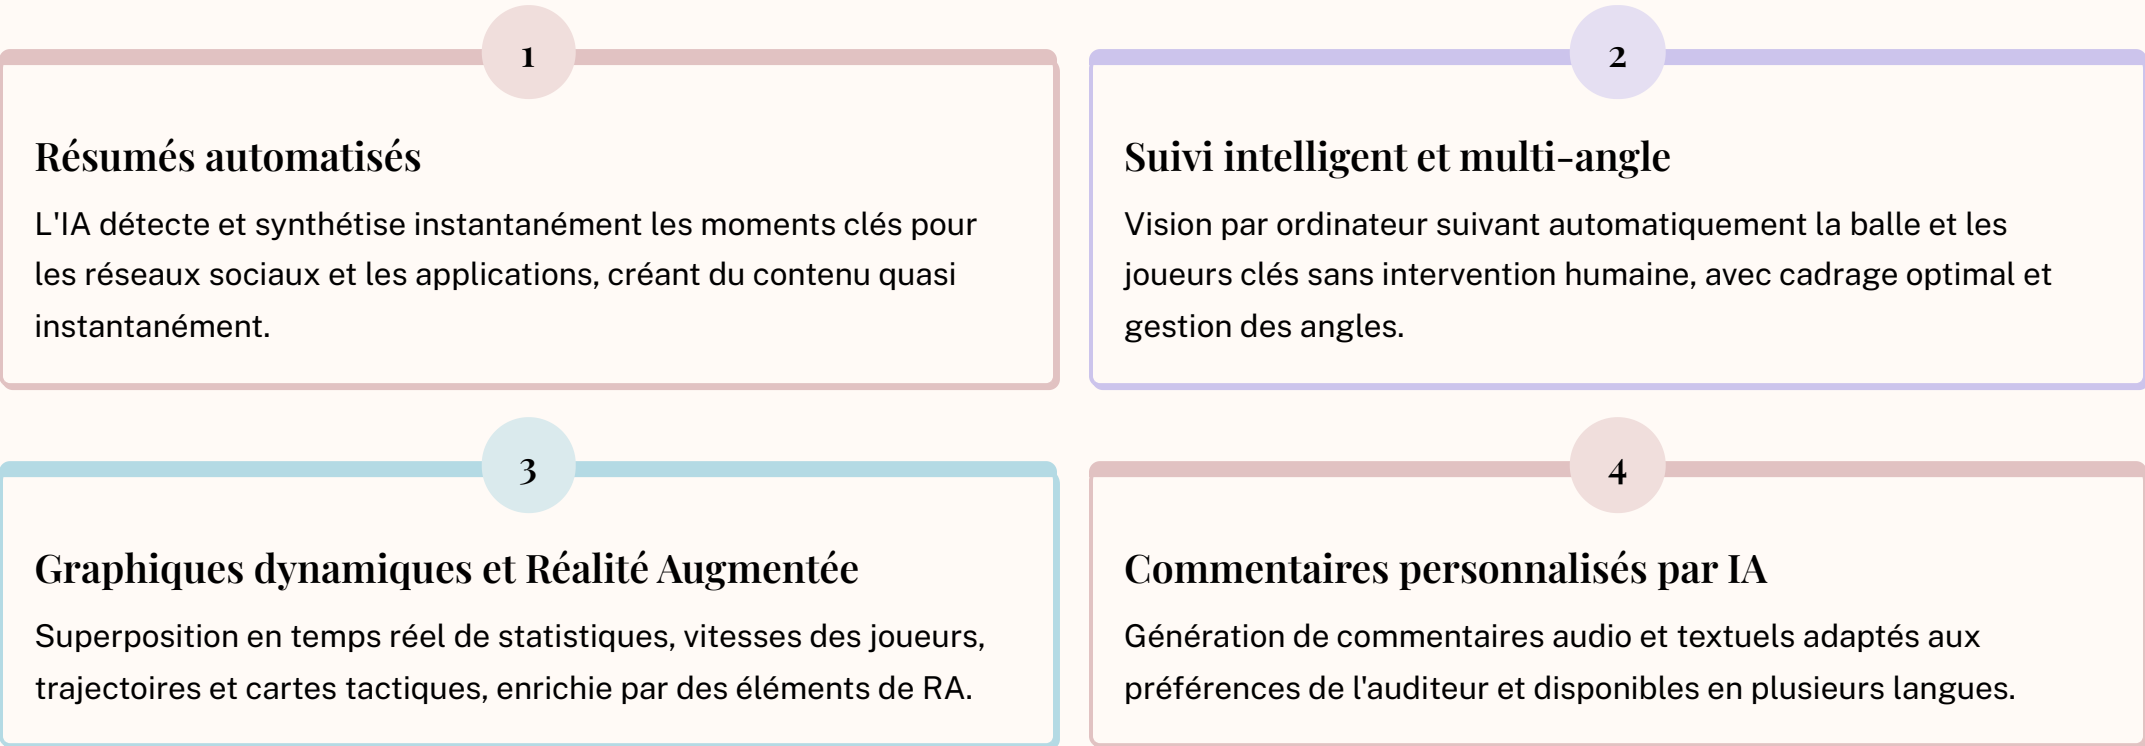 1
Résumés automatisés
L'IA détecte et synthétise instantanément les moments clés pour
les réseaux sociaux et les applications, créant du contenu quasi
instantanément.
2
Suivi intelligent et multi-angle
Vision par ordinateur suivant automatiquement la balle et les
joueurs clés sans intervention humaine, avec cadrage optimal et
gestion des angles.
3
Graphiques dynamiques et Réalité Augmentée
Superposition en temps réel de statistiques, vitesses des joueurs,
trajectoires et cartes tactiques, enrichie par des éléments de RA.
4
Commentaires personnalisés par IA
Génération de commentaires audio et textuels adaptés aux
préférences de l'auditeur et disponibles en plusieurs langues.